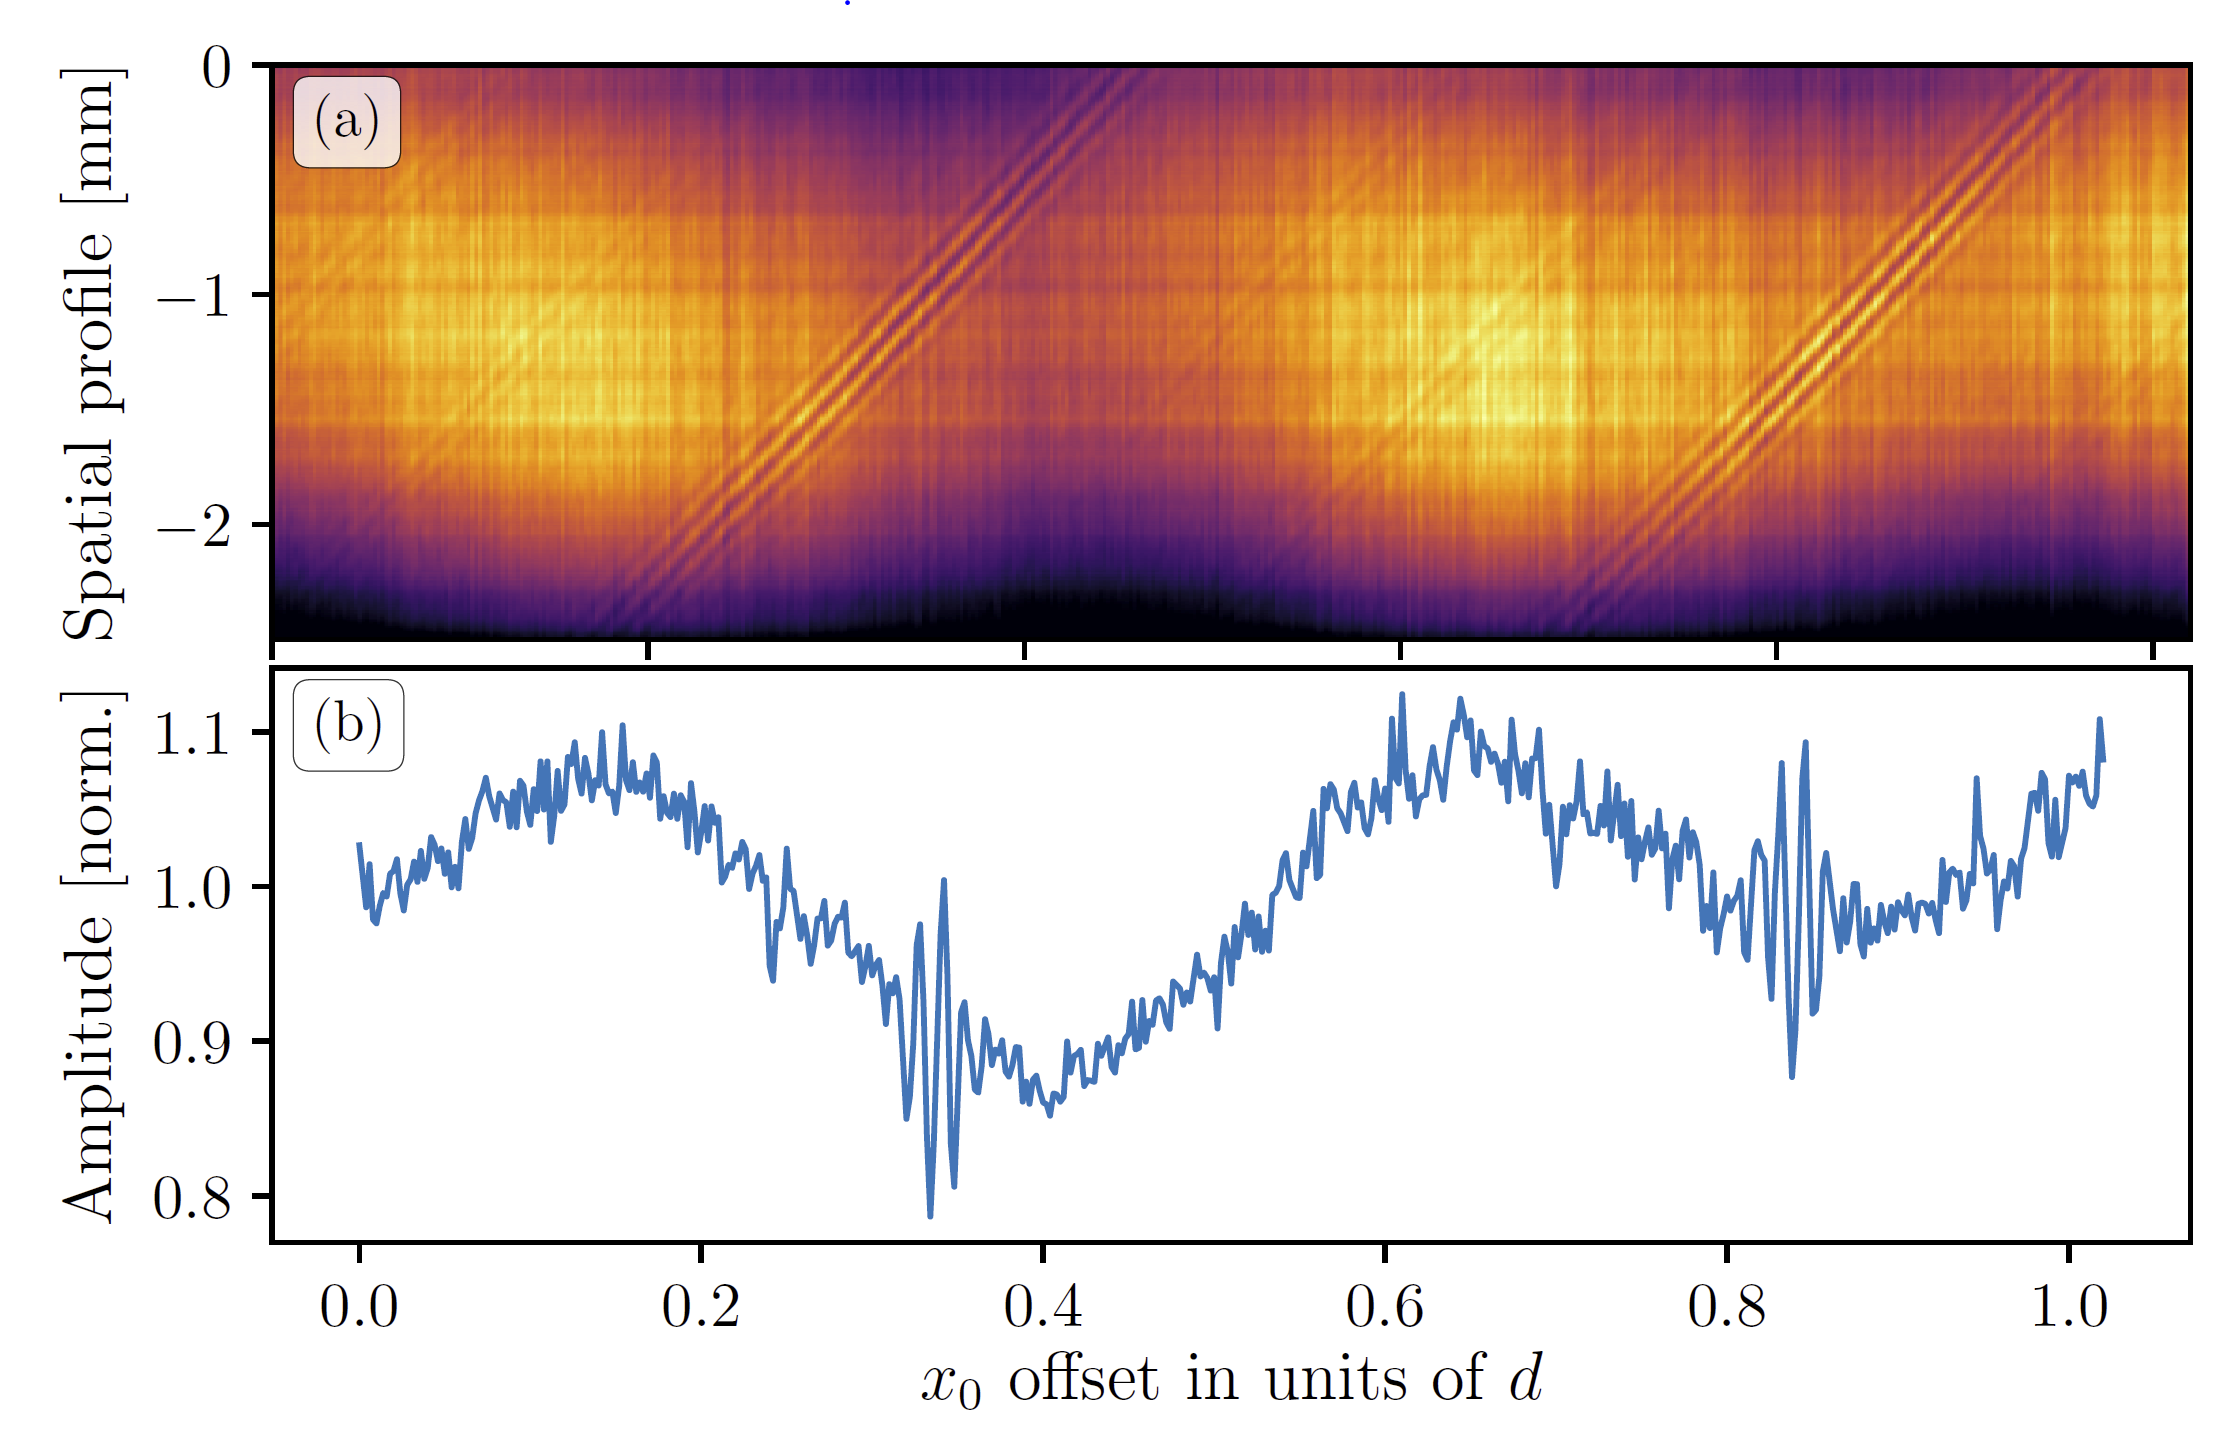 0
(a)
−1
−2
Spatial profile [mm]
(b)
1.1
1.0
0.9
0.8
Amplitude [norm.]
0.0 0.2 0.4 0.6 0.8 1.0
x₀ offset in units of d